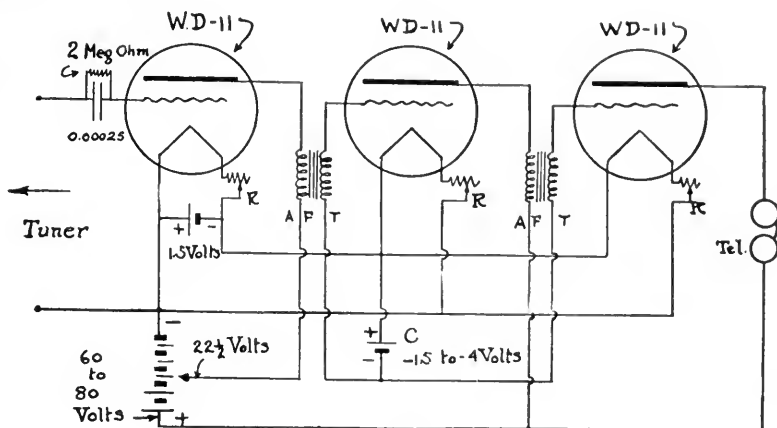 W.D-11
WD-11
WD-11
2 Meg Ohm
C
0.00025
R
R
R
A F T
A F T
Tuner
+ -
1.5 Volts
Tel.
-
22½ Volts
60
to
80
Volts
+
+
-
C
-1.5 to -4 Volts